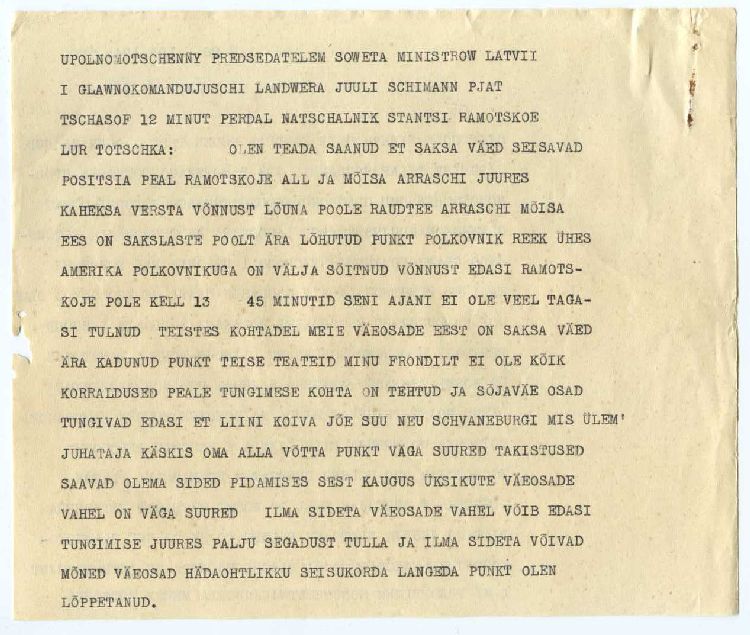 UPOLNOMOTSCHENNY PREDSEDATELEM SOWETA MINISTROW LATVII
I GLAWNOKOMANDUJUSCHI LANDWERA JUULI SCHIMANN PJAT
TSCHASOF 12 MINUT PERDAL NATSCHALNIK STANTSI RAMOTSKOE
LUR TOTSCHKA: OLEN TEADA SAANUD ET SAKSA VÄED SEISAVAD
POSITSIA PEAL RAMOTSKOJE ALL JA MÕISA ARRASCHI JUURES
KAHEKSA VERSTA VÕNNUST LÕUNA POOLE RAUDTEE ARRASCHI MÕISA
EES ON SAKSLASTE POOLT ÄRA LÕHUTUD PUNKT POLKOVNIK REEK ÜHES
AMERIKA POLKOVNIKUGA ON VÄLJA SÕITNUD VÕNNUST EDASI RAMOTS-
KOJE POLE KELL 13 45 MINUTID SENI AJANI EI OLE VEEL TAGA-
SI TULNUD TEISTES KOHTADEL MEIE VÄEOSADE EEST ON SAKSA VÄED
ÄRA KADUNUD PUNKT TEISE TEATEID MINU FRONDILT EI OLE KÕIK
KORRALDUSED PEALE TUNGIMESE KOHTA ON TEHTUD JA SÕJAVÄE OSAD
TUNGIVAD EDASI ET LIINI KOIVA JÕE SUU NEU SCHVANEBURGI MIS ÜLEM'
JUHATAJA KÄSKIS OMA ALLA VÕTTA PUNKT VÄGA SUURED TAKISTUSED
SAAVAD OLEMA SIDED PIDAMISES SEST KAUGUS ÜKSIKUTE VÄEOSADE
VAHEL ON VÄGA SUURED ILMA SIDETA VÄEOSADE VAHEL VÕIB EDASI
TUNGIMISE JUURES PALJU SEGADUST TULLA JA ILMA SIDETA VÕIVAD
MÕNED VÄEOSAD HÄDAOHTLIKKU SEISUKORDA LANGEDA PUNKT OLEN
LÕPPETANUD.